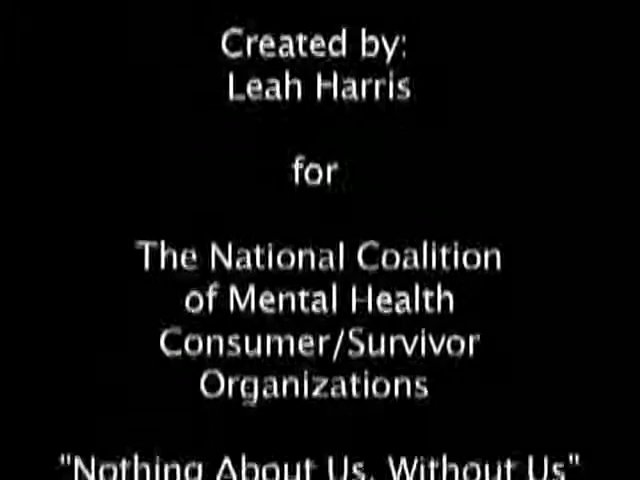 Created by:
Leah Harris
for
The National Coalition
of Mental Health
Consumer/Survivor
Organizations
"Nothing About Us, Without Us"